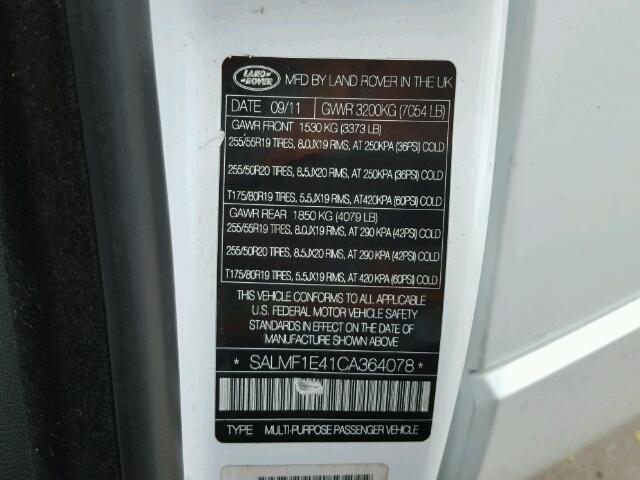 LAND ROVER MFD BY LAND ROVER IN THE UK
DATE 09/11 GVWR 3200KG (7054 LB)
GAWR FRONT 1530 KG (3373 LB)
255/55R19 TIRES, 8.0JX19 RIMS, AT 250KPA (36PSI) COLD
255/50R20 TIRES, 8.5JX20 RIMS, AT 250KPA (36PSI) COLD
T175/80R19 TIRES, 5.5JX19 RIMS, AT420KPA (60PSI) COLD
GAWR REAR 1850 KG (4079 LB)
255/55R19 TIRES, 8.0JX19 RIMS, AT 290 KPA (42PSI) COLD
255/50R20 TIRES, 8.5JX20 RIMS, AT 290 KPA (42PSI) COLD
T175/80R19 TIRES, 5.5JX19 RIMS, AT 420 KPA (60PSI) COLD
THIS VEHICLE CONFORMS TO ALL APPLICABLE
U.S. FEDERAL MOTOR VEHICLE SAFETY
STANDARDS IN EFFECT ON THE DATE OF
MANUFACTURE SHOWN ABOVE
* SALMF1E41CA364078 *
TYPE MULTI-PURPOSE PASSENGER VEHICLE